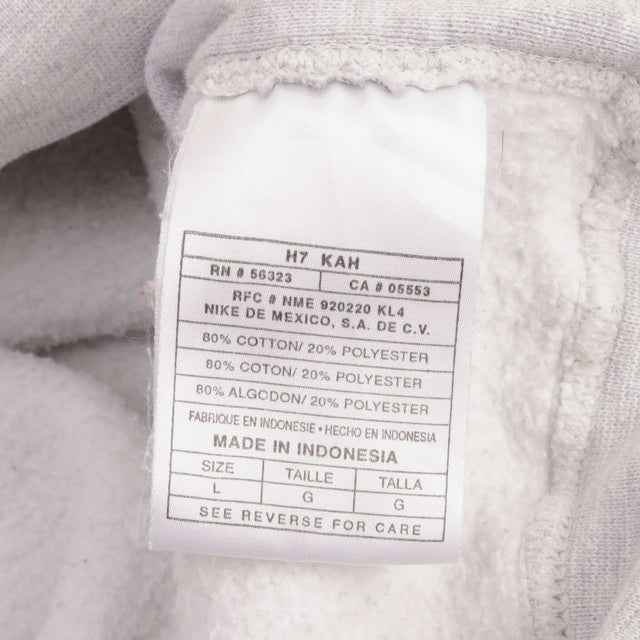 H7 KAH
RN # 56323 CA # 05553
RFC # NME 920220 KL4
NIKE DE MEXICO, S.A. DE C.V.
80% COTTON/ 20% POLYESTER
80% COTON/ 20% POLYESTER
80% ALGODON/ 20% POLYESTER
FABRIQUE EN INDONESIE • HECHO EN INDONESIA
MADE IN INDONESIA
SIZE TAILLE TALLA
L G G
SEE REVERSE FOR CARE